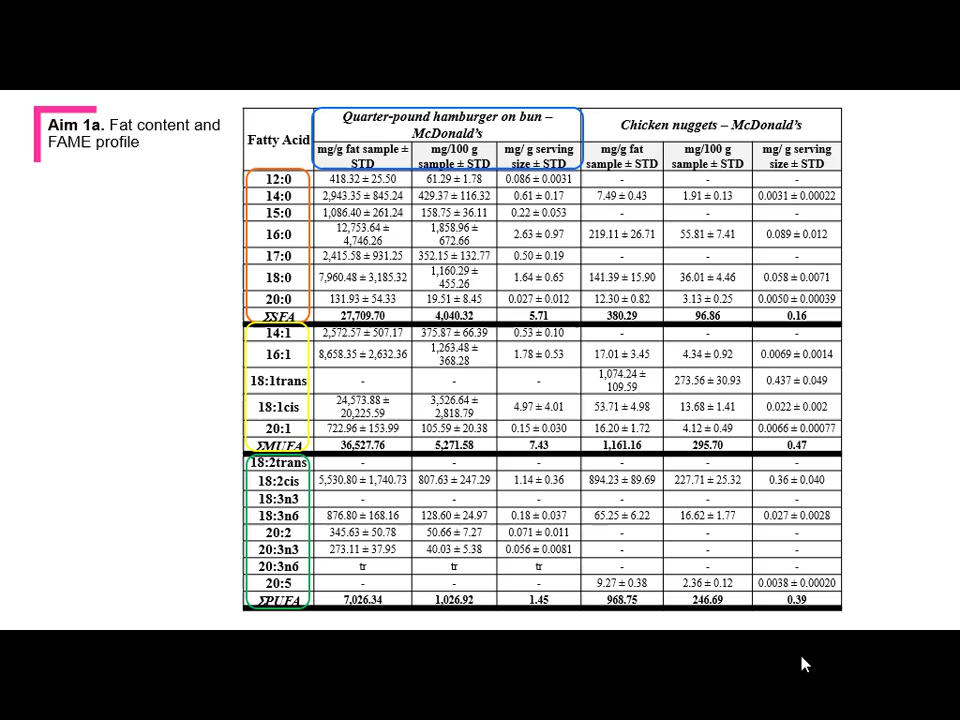 Aim 1a. Fat content and
FAME profile
Fatty Acid
Quarter-pound hamburger on bun –
McDonald's
Chicken nuggets – McDonald's
mg/g fat sample ±
STD
mg/100 g
sample ± STD
mg/ g serving
size ± STD
mg/g fat
sample ± STD
mg/100 g
sample ± STD
mg/ g serving
size ± STD
12:0 418.32 ± 25.50 61.29 ± 1.78 0.086 ± 0.0031 - - -
14:0 2,943.35 ± 845.24 429.37 ± 116.32 0.61 ± 0.17 7.49 ± 0.43 1.91 ± 0.13 0.0031 ± 0.00022
15:0 1,086.40 ± 261.24 158.75 ± 36.11 0.22 ± 0.053 - - -
16:0 12,753.64 ±
4,746.26 1,858.96 ±
672.66 2.63 ± 0.97 219.11 ± 26.71 55.81 ± 7.41 0.089 ± 0.012
17:0 2,415.58 ± 931.25 352.15 ± 132.77 0.50 ± 0.19 - - -
18:0 7,960.48 ± 3,185.32 1,160.29 ±
455.26 1.64 ± 0.65 141.39 ± 15.90 36.01 ± 4.46 0.058 ± 0.0071
20:0 131.93 ± 54.33 19.51 ± 8.45 0.027 ± 0.012 12.30 ± 0.82 3.13 ± 0.25 0.0050 ± 0.00039
ΣSFA 27,709.70 4,040.32 5.71 380.29 96.86 0.16
14:1 2,572.57 ± 507.17 375.87 ± 66.39 0.53 ± 0.10 - - -
16:1 8,658.35 ± 2,632.36 1,263.48 ±
368.28 1.78 ± 0.53 17.01 ± 3.45 4.34 ± 0.92 0.0069 ± 0.0014
18:1trans - - - 1,074.24 ±
109.59 273.56 ± 30.93 0.437 ± 0.049
18:1cis 24,573.88 ±
20,225.59 3,526.64 ±
2,818.79 4.97 ± 4.01 53.71 ± 4.98 13.68 ± 1.41 0.022 ± 0.002
20:1 722.96 ± 153.99 105.59 ± 20.38 0.15 ± 0.030 16.20 ± 1.72 4.12 ± 0.49 0.0066 ± 0.00077
ΣMUFA 36,527.76 5,271.58 7.43 1,161.16 295.70 0.47
18:2trans - - - - - -
18:2cis 5,530.80 ± 1,740.73 807.63 ± 247.29 1.14 ± 0.36 894.23 ± 89.69 227.71 ± 25.32 0.36 ± 0.040
18:3n3 - - - - - -
18:3n6 876.80 ± 168.16 128.60 ± 24.97 0.18 ± 0.037 65.25 ± 6.22 16.62 ± 1.77 0.027 ± 0.0028
20:2 345.63 ± 50.78 50.66 ± 7.27 0.071 ± 0.011 - - -
20:3n3 273.11 ± 37.95 40.03 ± 5.38 0.056 ± 0.0081 - - -
20:3n6 tr tr tr - - -
20:5 - - - 9.27 ± 0.38 2.36 ± 0.12 0.0038 ± 0.00020
ΣPUFA 7,026.34 1,026.92 1.45 968.75 246.69 0.39